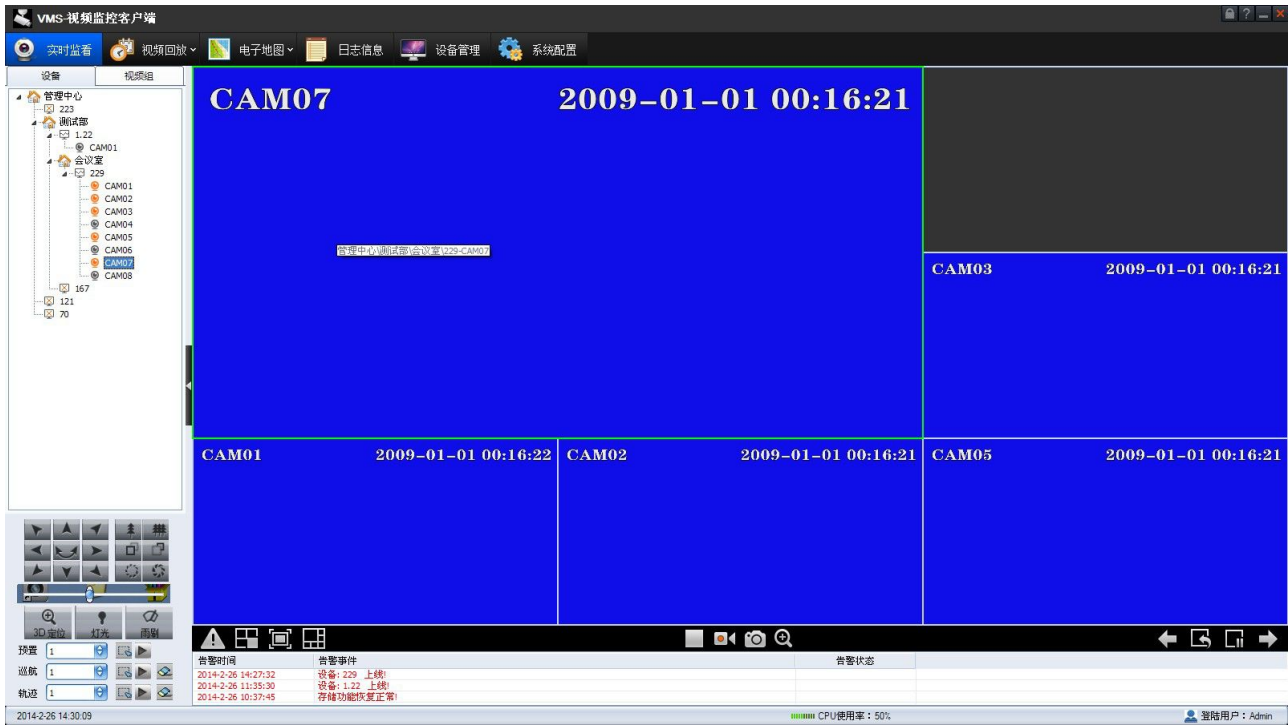 VMS-视频监控客户端
实时监看 视频回放 电子地图 日志信息 设备管理 系统配置
设备 视频组
管理中心
223
测试部
1.22
CAM01
会议室
229
CAM01
CAM02
CAM03
CAM04
CAM05
CAM06
CAM07
CAM08
167
121
70
CAM07 2009-01-01 00:16:21
管理中心\测试部\会议室\229-CAM07
CAM03 2009-01-01 00:16:21
CAM01 2009-01-01 00:16:22
CAM02 2009-01-01 00:16:21
CAM05 2009-01-01 00:16:21
3D定位 灯光 雨刷
预置 1
巡航 1
轨迹 1
告警时间 告警事件 告警状态
2014-2-26 14:27:32 设备: 229 上线!
2014-2-26 11:35:30 设备: 1.22 上线!
2014-2-26 10:37:45 存储功能恢复正常!
2014-2-26 14:30:09 CPU使用率：50% 登陆用户：Admin